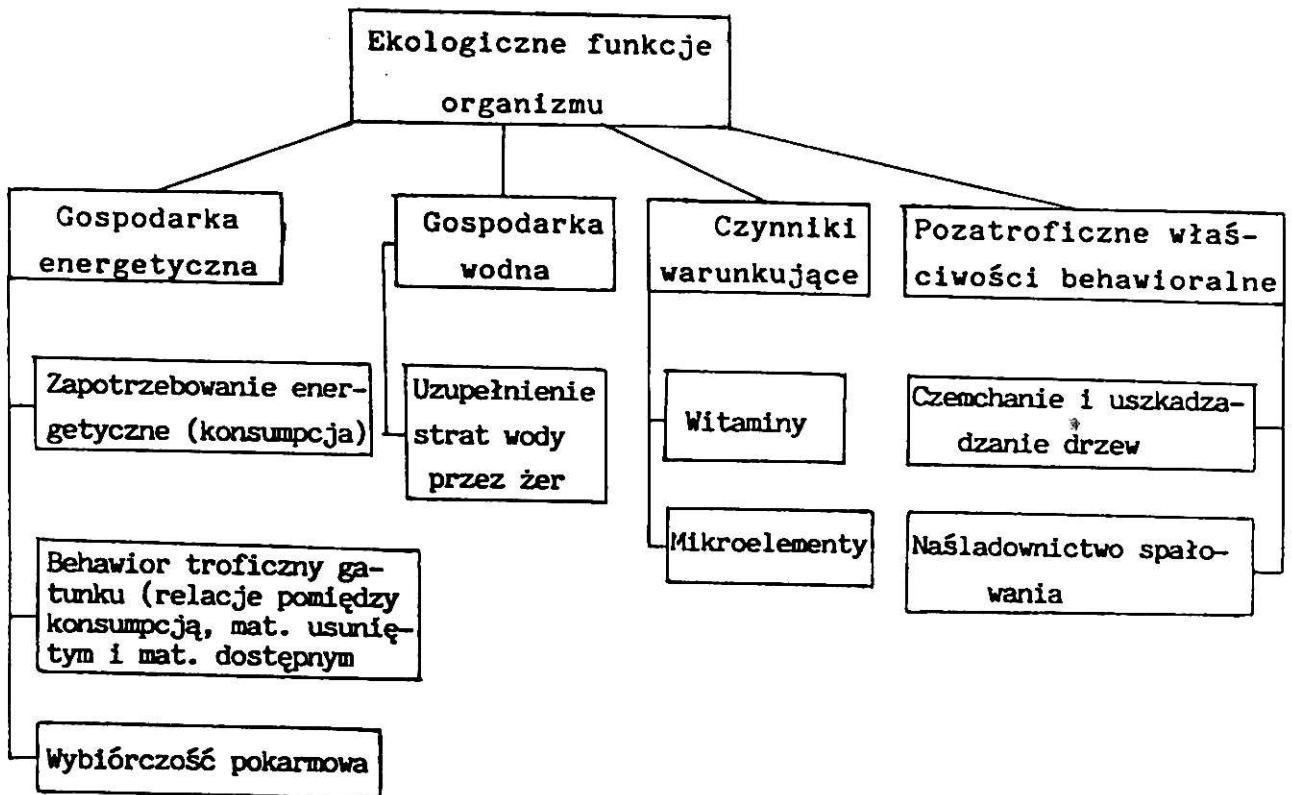 Ekologiczne funkcje
organizmu
Gospodarka
energetyczna
Zapotrzebowanie ener-
getyczne (konsumpcja)
Behawior troficzny ga-
tunku (relacje pomiędzy
konsumpcją, mat. usunię-
tym i mat. dostępnym
Wybiórczość pokarmowa
Gospodarka
wodna
Uzupełnienie
strat wody
przez żer
Czynniki
warunkujące
Witaminy
Mikroelementy
Pozatroficzne właś-
ciwości behawioralne
Czemchanie i uszkadza-
dzanie drzew
Naśladownictwo spało-
wania